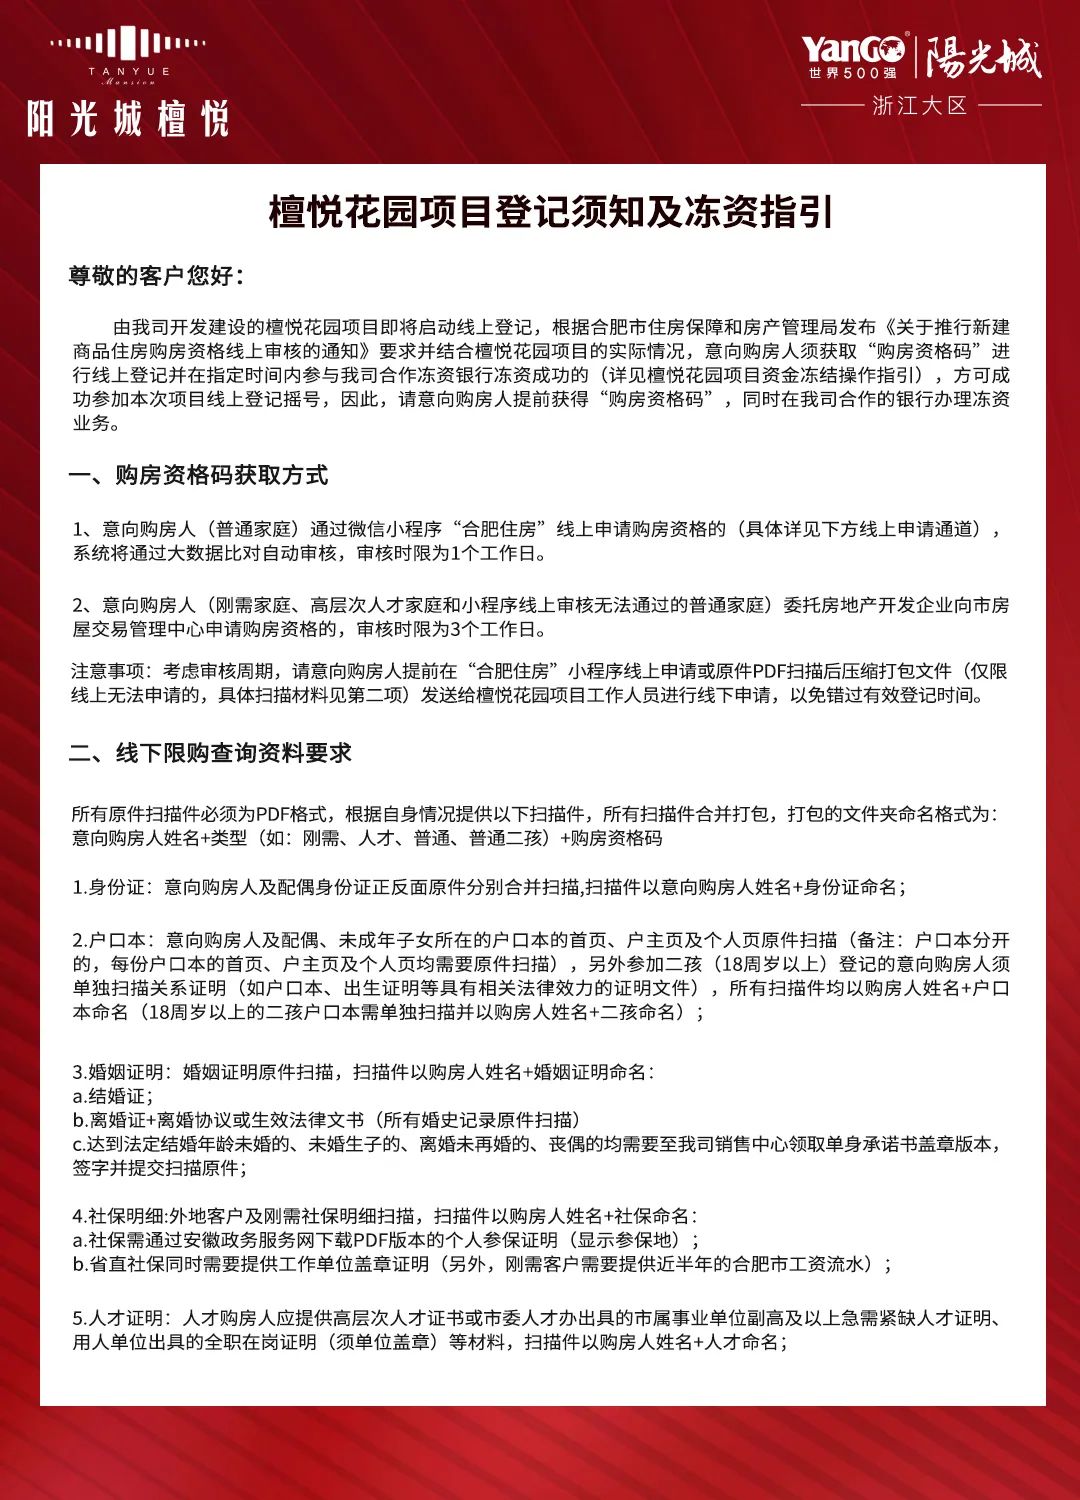 TANYUE
Mansion
阳光城檀悦
YanGO®
世界500强
陽光城
浙江大区
檀悦花园项目登记须知及冻资指引
尊敬的客户您好：
由我司开发建设的檀悦花园项目即将启动线上登记，根据合肥市住房保障和房产管理局发布《关于推行新建
商品住房购房资格线上审核的通知》要求并结合檀悦花园项目的实际情况，意向购房人须获取“购房资格码”进
行线上登记并在指定时间内参与我司合作冻资银行冻资成功的（详见檀悦花园项目资金冻结操作指引），方可成
功参加本次项目线上登记摇号，因此，请意向购房人提前获得“购房资格码”，同时在我司合作的银行办理冻资
业务。
一、购房资格码获取方式
1、意向购房人（普通家庭）通过微信小程序“合肥住房”线上申请购房资格的（具体详见下方线上申请通道），
系统将通过大数据比对自动审核，审核时限为1个工作日。
2、意向购房人（刚需家庭、高层次人才家庭和小程序线上审核无法通过的普通家庭）委托房地产开发企业向市房
屋交易管理中心申请购房资格的，审核时限为3个工作日。
注意事项：考虑审核周期，请意向购房人提前在“合肥住房”小程序线上申请或原件PDF扫描后压缩打包文件（仅限
线上无法申请的，具体扫描材料见第二项）发送给檀悦花园项目工作人员进行线下申请，以免错过有效登记时间。
二、线下限购查询资料要求
所有原件扫描件必须为PDF格式，根据自身情况提供以下扫描件，所有扫描件合并打包，打包的文件夹命名格式为：
意向购房人姓名+类型（如：刚需、人才、普通、普通二孩）+购房资格码
1.身份证：意向购房人及配偶身份证正反面原件分别合并扫描,扫描件以意向购房人姓名+身份证命名；
2.户口本：意向购房人及配偶、未成年子女所在的户口本的首页、户主页及个人页原件扫描（备注：户口本分开
的，每份户口本的首页、户主页及个人页均需要原件扫描），另外参加二孩（18周岁以上）登记的意向购房人须
单独扫描关系证明（如户口本、出生证明等具有相关法律效力的证明文件），所有扫描件均以购房人姓名+户口
本命名（18周岁以上的二孩户口本需单独扫描并以购房人姓名+二孩命名）；
3.婚姻证明：婚姻证明原件扫描，扫描件以购房人姓名+婚姻证明命名：
a.结婚证；
b.离婚证+离婚协议或生效法律文书（所有婚史记录原件扫描）
c.达到法定结婚年龄未婚的、未婚生子的、离婚未再婚的、丧偶的均需要至我司销售中心领取单身承诺书盖章版本，
签字并提交扫描原件；
4.社保明细:外地客户及刚需社保明细扫描，扫描件以购房人姓名+社保命名：
a.社保需通过安徽政务服务网下载PDF版本的个人参保证明（显示参保地）；
b.省直社保同时需要提供工作单位盖章证明（另外，刚需客户需要提供近半年的合肥市工资流水）；
5.人才证明：人才购房人应提供高层次人才证书或市委人才办出具的市属事业单位副高及以上急需紧缺人才证明、
用人单位出具的全职在岗证明（须单位盖章）等材料，扫描件以购房人姓名+人才命名；